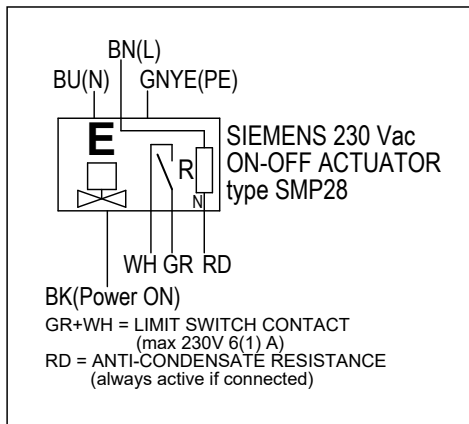 BN(L)
BU(N) GNYE(PE)
E
SIEMENS 230 Vac
ON-OFF ACTUATOR
type SMP28
R
N
WH GR RD
BK(Power ON)
GR+WH = LIMIT SWITCH CONTACT
(max 230V 6(1) A)
RD = ANTI-CONDENSATE RESISTANCE
(always active if connected)